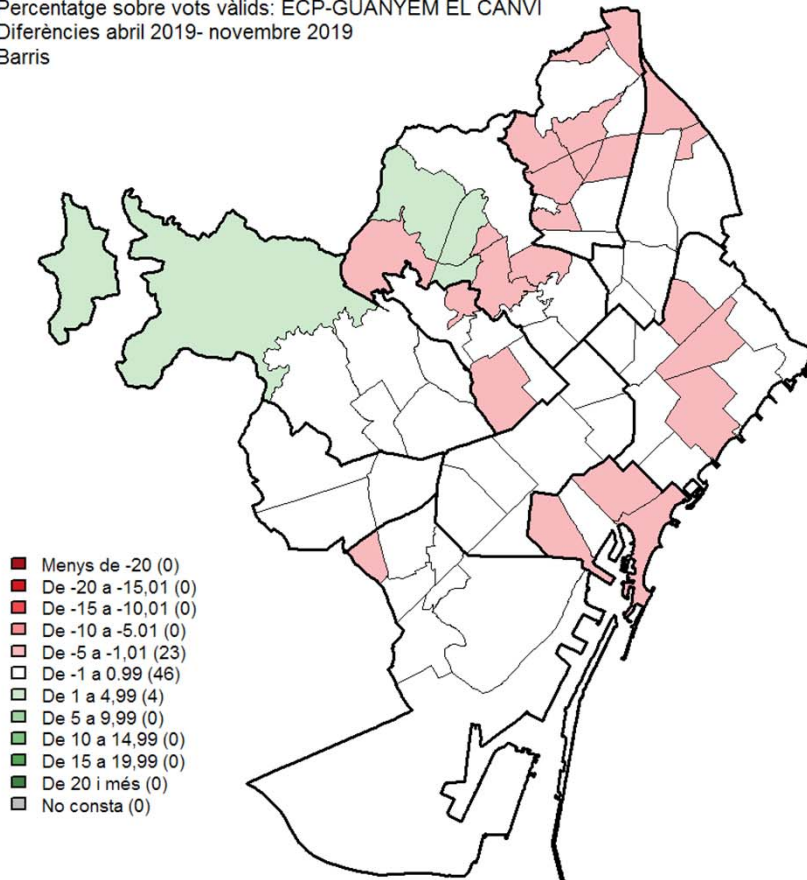 Percentatge sobre vots vàlids: ECP-GUANYEM EL CANVI
Diferències abril 2019- novembre 2019
Barris
Menys de -20 (0)
De -20 a -15,01 (0)
De -15 a -10,01 (0)
De -10 a -5.01 (0)
De -5 a -1,01 (23)
De -1 a 0.99 (46)
De 1 a 4,99 (4)
De 5 a 9,99 (0)
De 10 a 14,99 (0)
De 15 a 19,99 (0)
De 20 i més (0)
No consta (0)